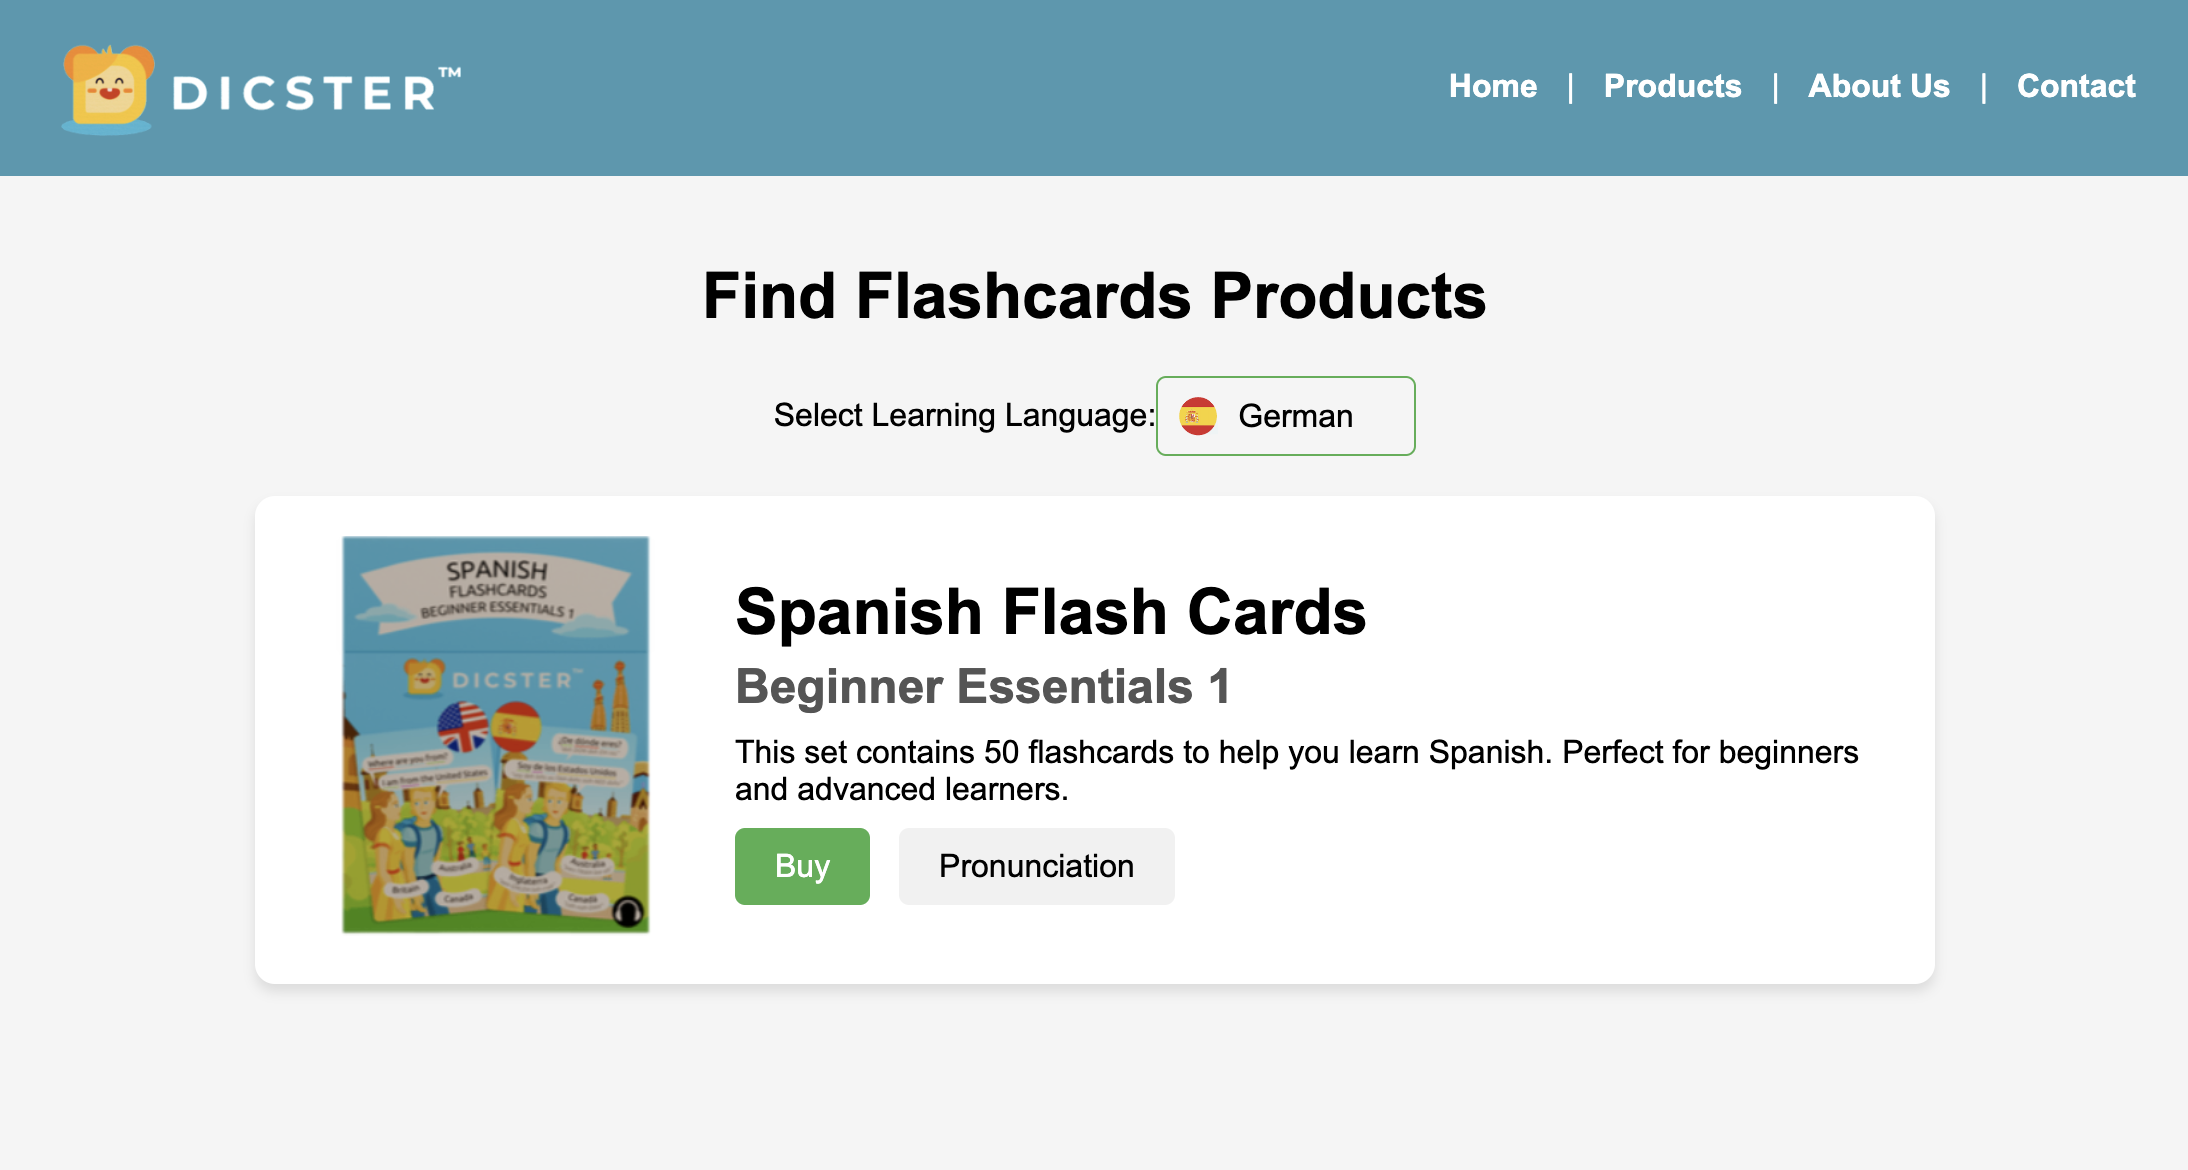 DICSTER™
Home | Products | About Us | Contact
Find Flashcards Products
Select Learning Language: German
SPANISH
FLASHCARDS
BEGINNER ESSENTIALS 1
DICSTER™
¿De dónde eres?
Where are you from?
Soy de los Estados Unidos
I am from the United States
Australia
Australia
Britain
Inglaterra
Canada
Canadá
Spanish Flash Cards
Beginner Essentials 1
This set contains 50 flashcards to help you learn Spanish. Perfect for beginners
and advanced learners.
Buy
Pronunciation